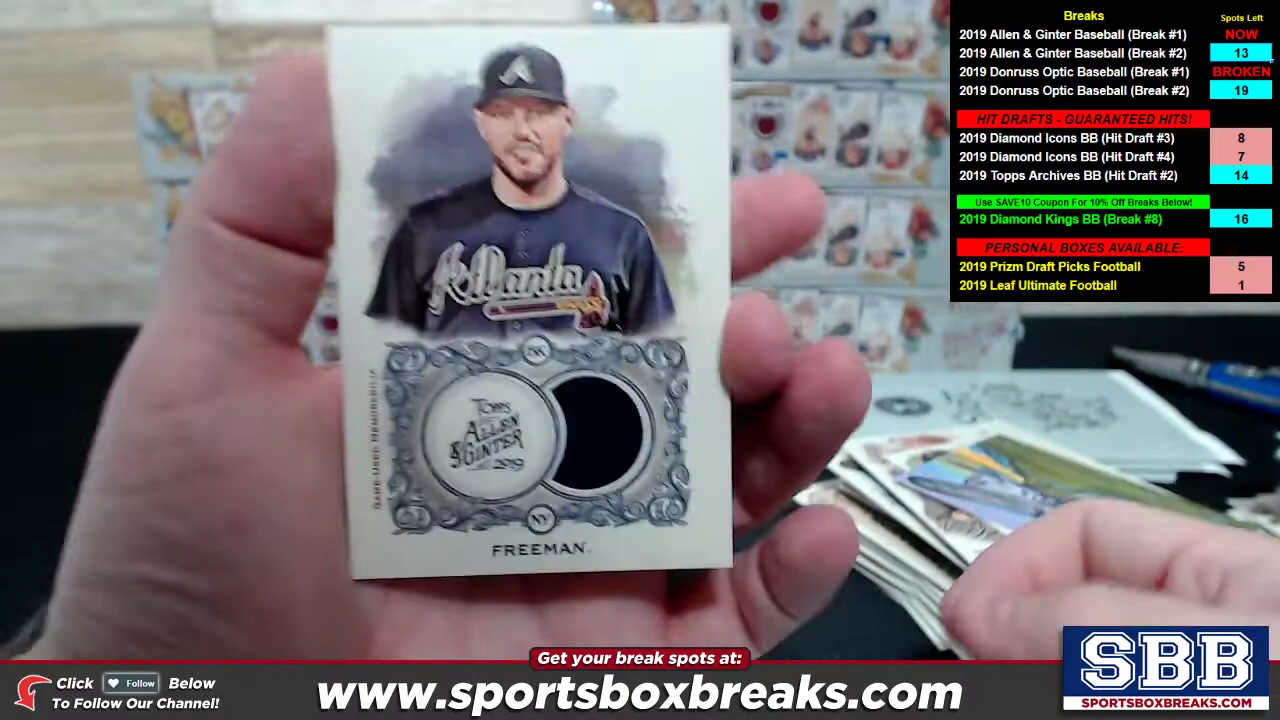 Breaks
Spots Left
2019 Allen & Ginter Baseball (Break #1) NOW
2019 Allen & Ginter Baseball (Break #2) 13
2019 Donruss Optic Baseball (Break #1) BROKEN
2019 Donruss Optic Baseball (Break #2) 19
HIT DRAFTS - GUARANTEED HITS!
2019 Diamond Icons BB (Hit Draft #3) 8
2019 Diamond Icons BB (Hit Draft #4) 7
2019 Topps Archives BB (Hit Draft #2) 14
Use SAVE10 Coupon For 10% Off Breaks Below!
2019 Diamond Kings BB (Break #8) 16
PERSONAL BOXES AVAILABLE:
2019 Prizm Draft Picks Football 5
2019 Leaf Ultimate Football 1
A
Atlanta
GAME-USED MEMORABILIA
TOPPS
ALLEN
& GINTER
2019
NY
FREEMAN
Get your break spots at:
Click Follow Below
To Follow Our Channel!
www.sportsboxbreaks.com
SBB
SPORTSBOXBREAKS.COM